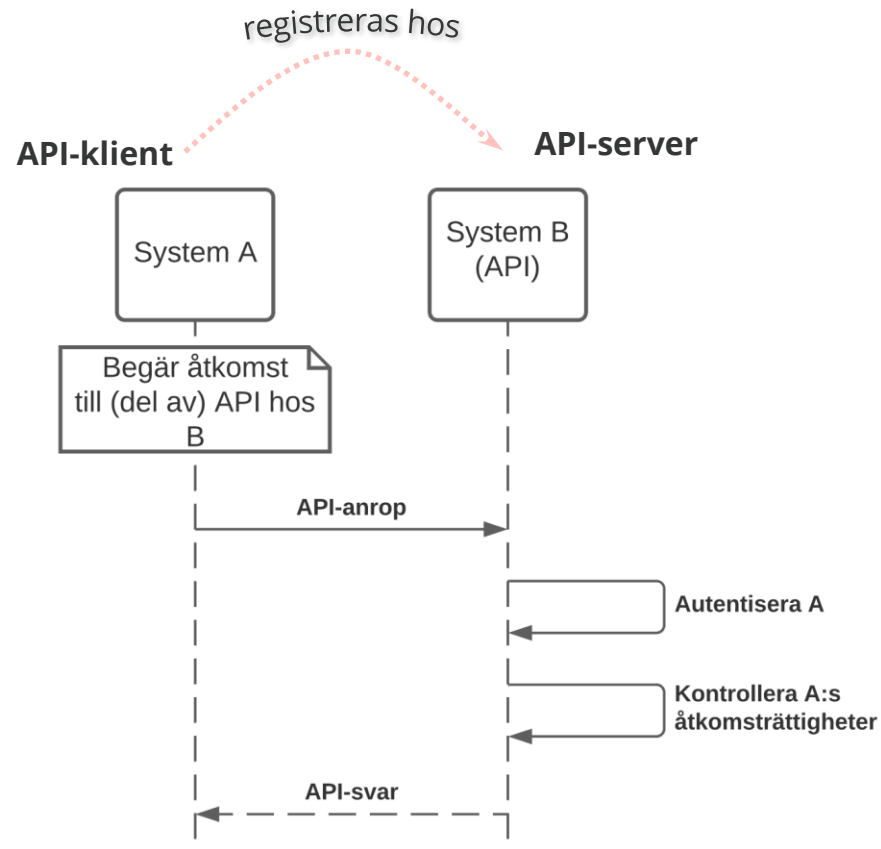 registreras hos
API-klient
API-server
System A
System B
(API)
Begär åtkomst
till (del av) API hos
B
API-anrop
Autentisera A
Kontrollera A:s
åtkomsträttigheter
API-svar